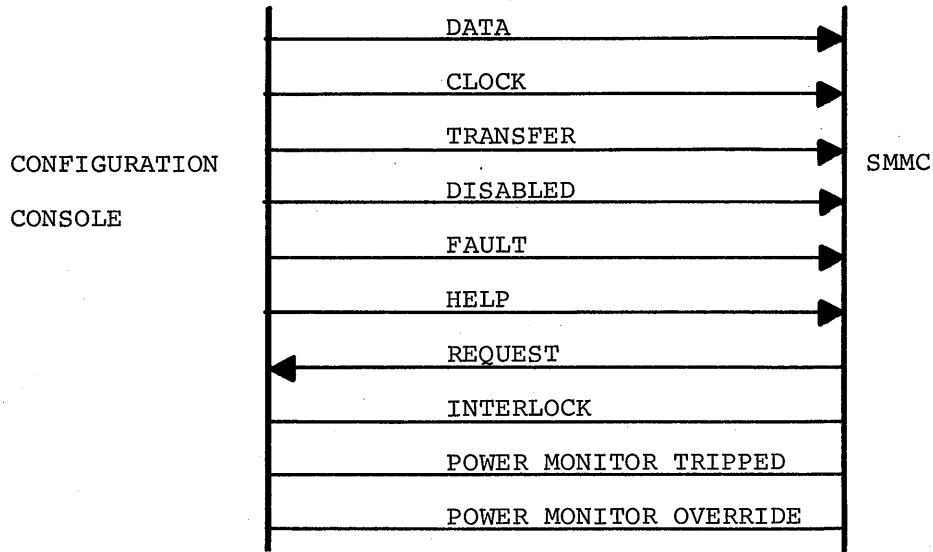 DATA
CLOCK
TRANSFER
CONFIGURATION
CONSOLE
SMMC
DISABLED
FAULT
HELP
REQUEST
INTERLOCK
POWER MONITOR TRIPPED
POWER MONITOR OVERRIDE